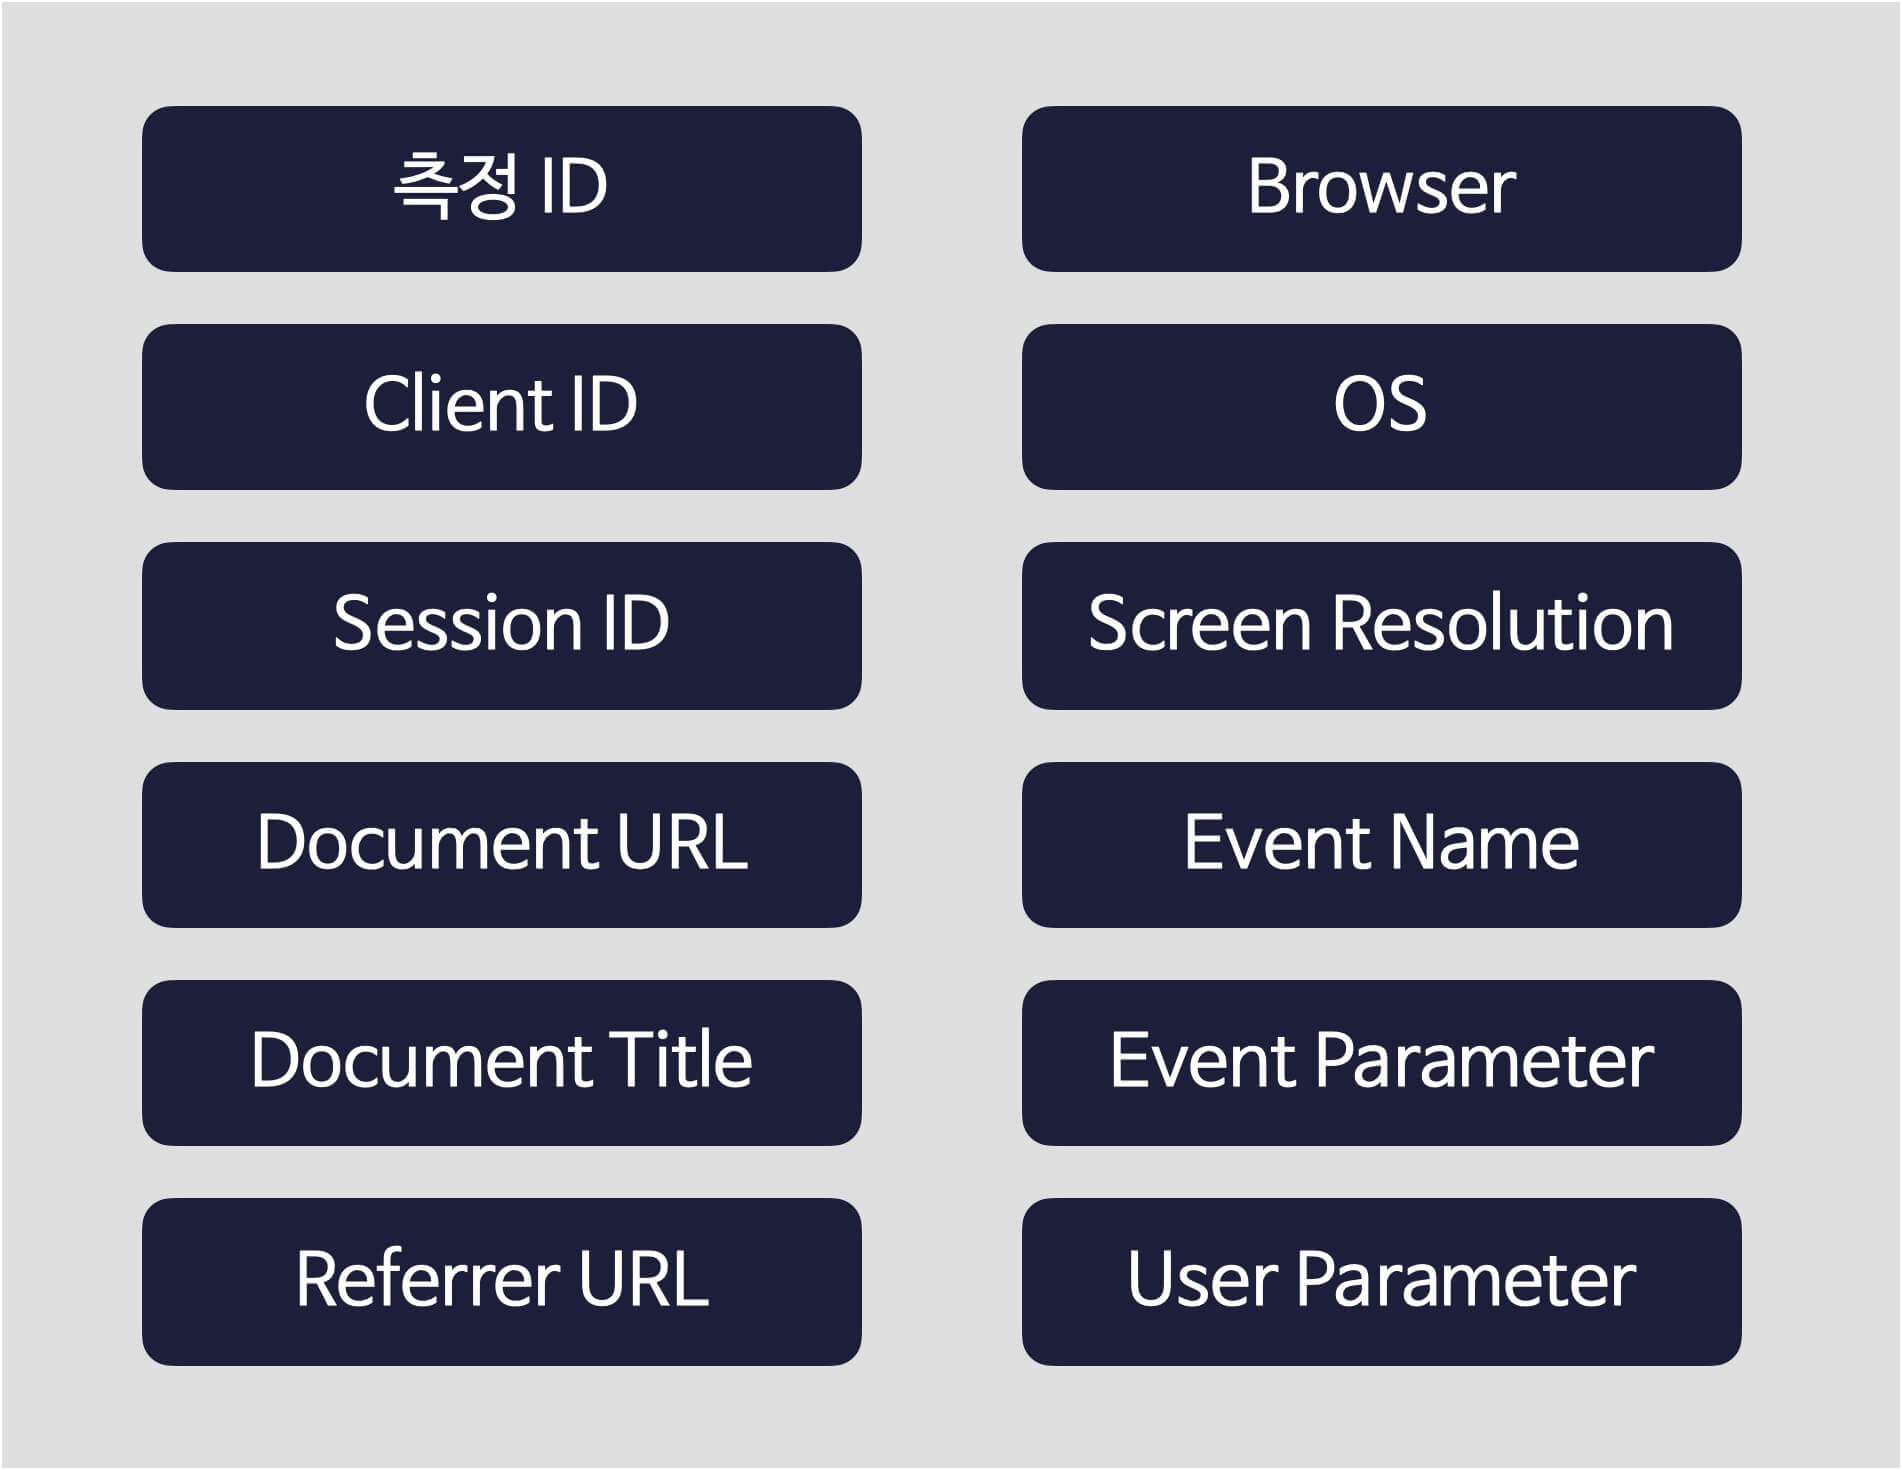 측정 ID
Client ID
Session ID
Document URL
Document Title
Referrer URL
Browser
OS
Screen Resolution
Event Name
Event Parameter
User Parameter